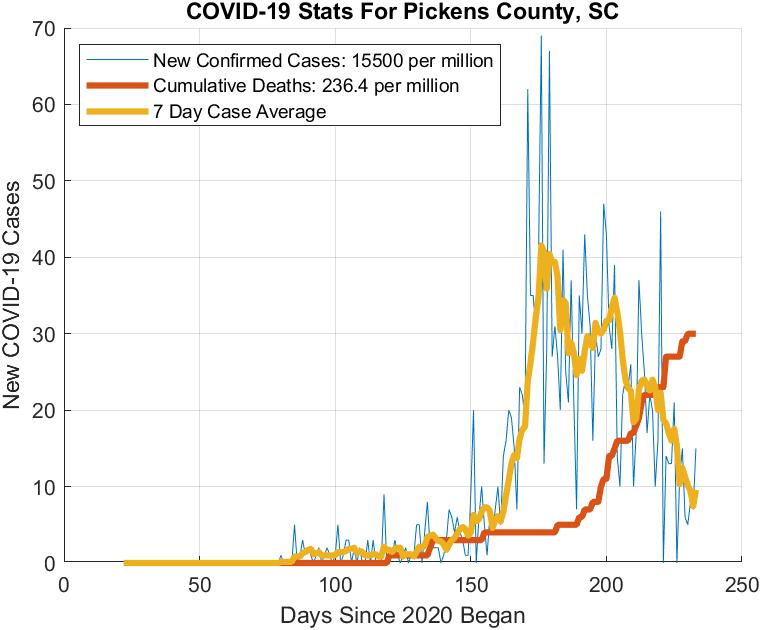 COVID-19 Stats For Pickens County, SC
New Confirmed Cases: 15500 per million
Cumulative Deaths: 236.4 per million
7 Day Case Average
New COVID-19 Cases
70
60
50
40
30
20
10
0
0 50 100 150 200 250
Days Since 2020 Began